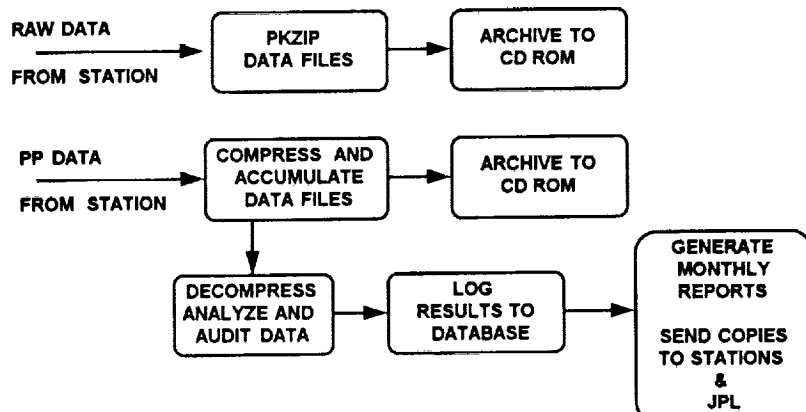 RAW DATA
FROM STATION
PKZIP
DATA FILES
ARCHIVE TO
CD ROM
PP DATA
FROM STATION
COMPRESS AND
ACCUMULATE
DATA FILES
ARCHIVE TO
CD ROM
DECOMPRESS
ANALYZE AND
AUDIT DATA
LOG
RESULTS TO
DATABASE
GENERATE
MONTHLY
REPORTS
SEND COPIES
TO STATIONS
&
JPL